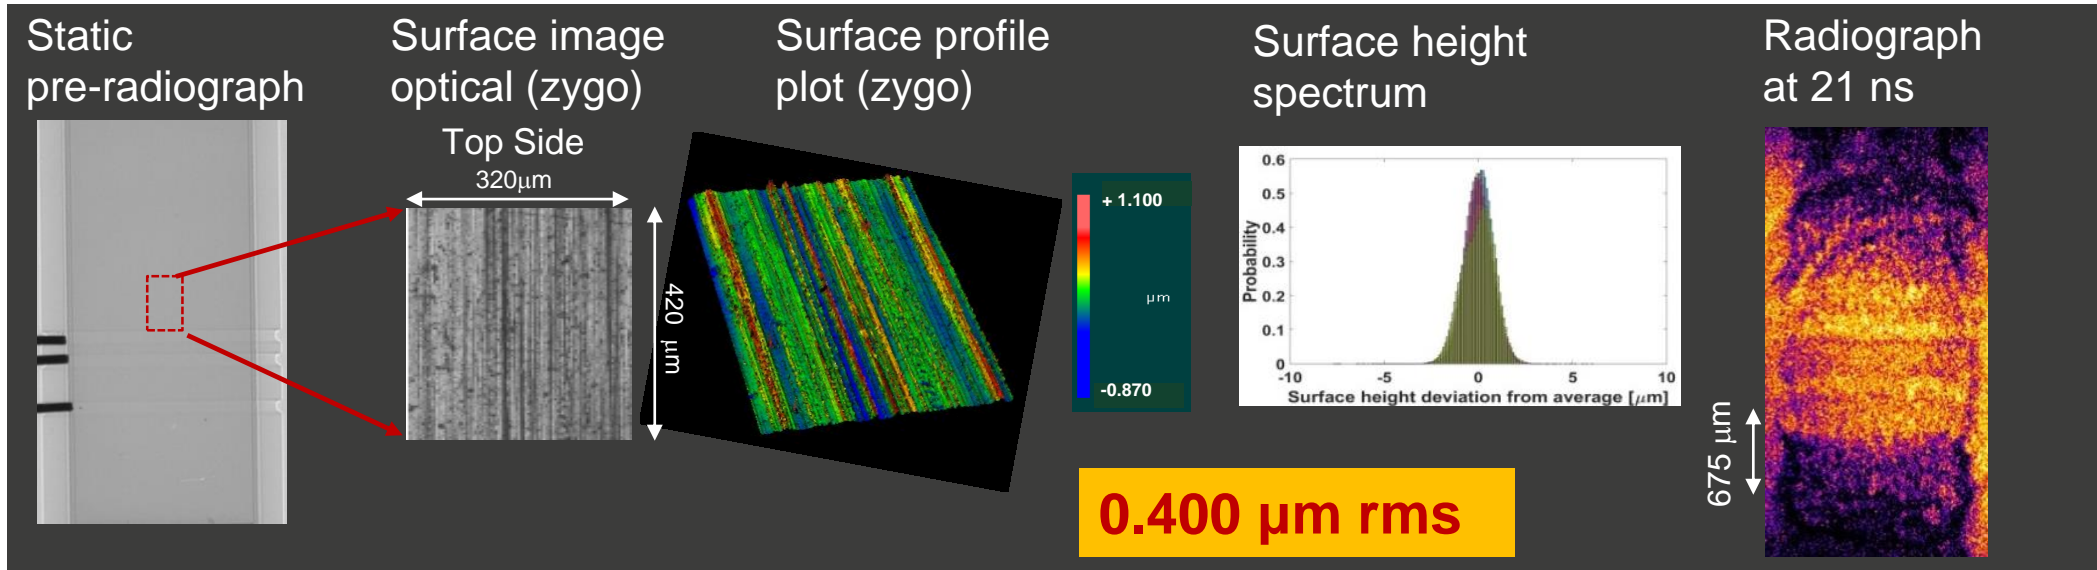 Static
pre-radiograph
Surface image
optical (zygo)
Top Side
320μm
420 μm
Surface profile
plot (zygo)
+ 1.100
μm
-0.870
Surface height
spectrum
0.6
0.5
0.4
0.3
0.2
0.1
0
Probability
-10
-5
0
5
10
Surface height deviation from average [μm]
0.400 μm rms
Radiograph
at 21 ns
675 μm